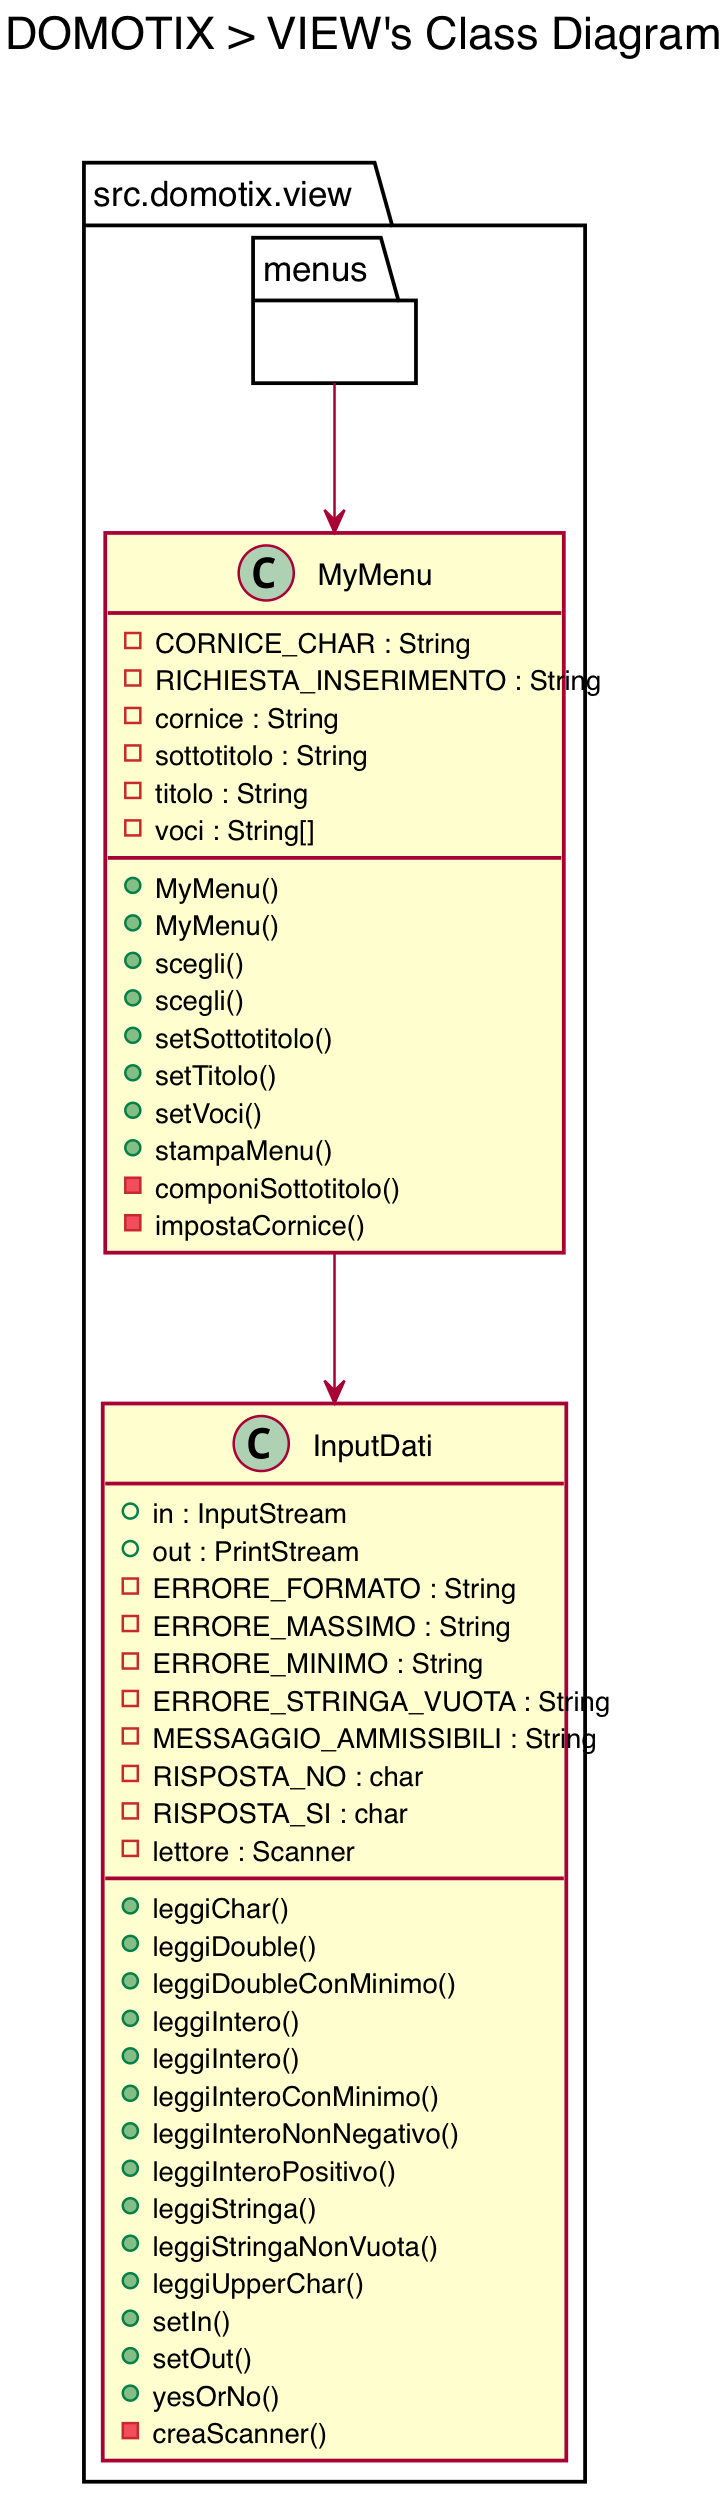 DOMOTIX > VIEW's Class Diagram
src.domotix.view
menus
C MyMenu
CORNICE_CHAR : String
RICHIESTA_INSERIMENTO : String
cornice : String
sottotitolo : String
titolo : String
voci : String[]
MyMenu()
MyMenu()
scegli()
scegli()
setSottotitolo()
setTitolo()
setVoci()
stampaMenu()
componiSottotitolo()
impostaCornice()
C InputDati
in : InputStream
out : PrintStream
ERRORE_FORMATO : String
ERRORE_MASSIMO : String
ERRORE_MINIMO : String
ERRORE_STRINGA_VUOTA : String
MESSAGGIO_AMMISSIBILI : String
RISPOSTA_NO : char
RISPOSTA_SI : char
lettore : Scanner
leggiChar()
leggiDouble()
leggiDoubleConMinimo()
leggiIntero()
leggiIntero()
leggiInteroConMinimo()
leggiInteroNonNegativo()
leggiInteroPositivo()
leggiStringa()
leggiStringaNonVuota()
leggiUpperChar()
setIn()
setOut()
yesOrNo()
creaScanner()